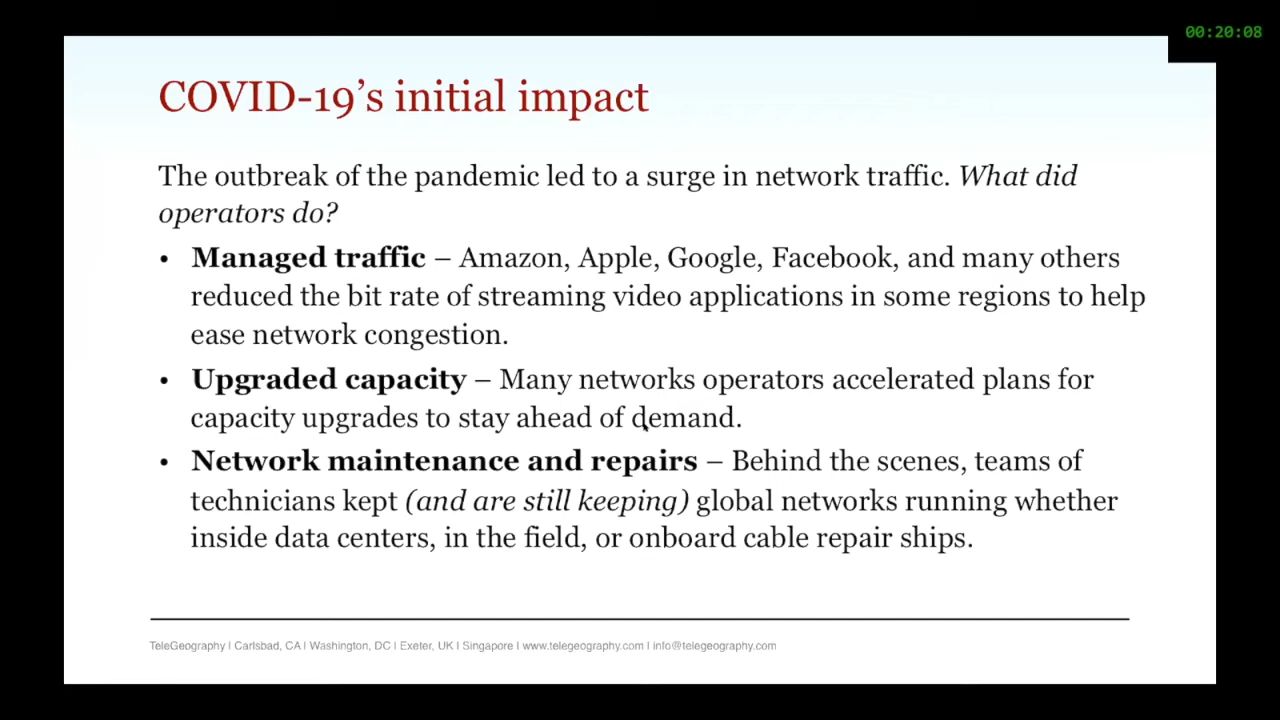 00:20:08
COVID-19’s initial impact
The outbreak of the pandemic led to a surge in network traffic. What did
operators do?
• Managed traffic – Amazon, Apple, Google, Facebook, and many others
reduced the bit rate of streaming video applications in some regions to help
ease network congestion.
• Upgraded capacity – Many networks operators accelerated plans for
capacity upgrades to stay ahead of demand.
• Network maintenance and repairs – Behind the scenes, teams of
technicians kept (and are still keeping) global networks running whether
inside data centers, in the field, or onboard cable repair ships.
TeleGeography | Carlsbad, CA | Washington, DC | Exeter, UK | Singapore | www.telegeography.com | info@telegeography.com